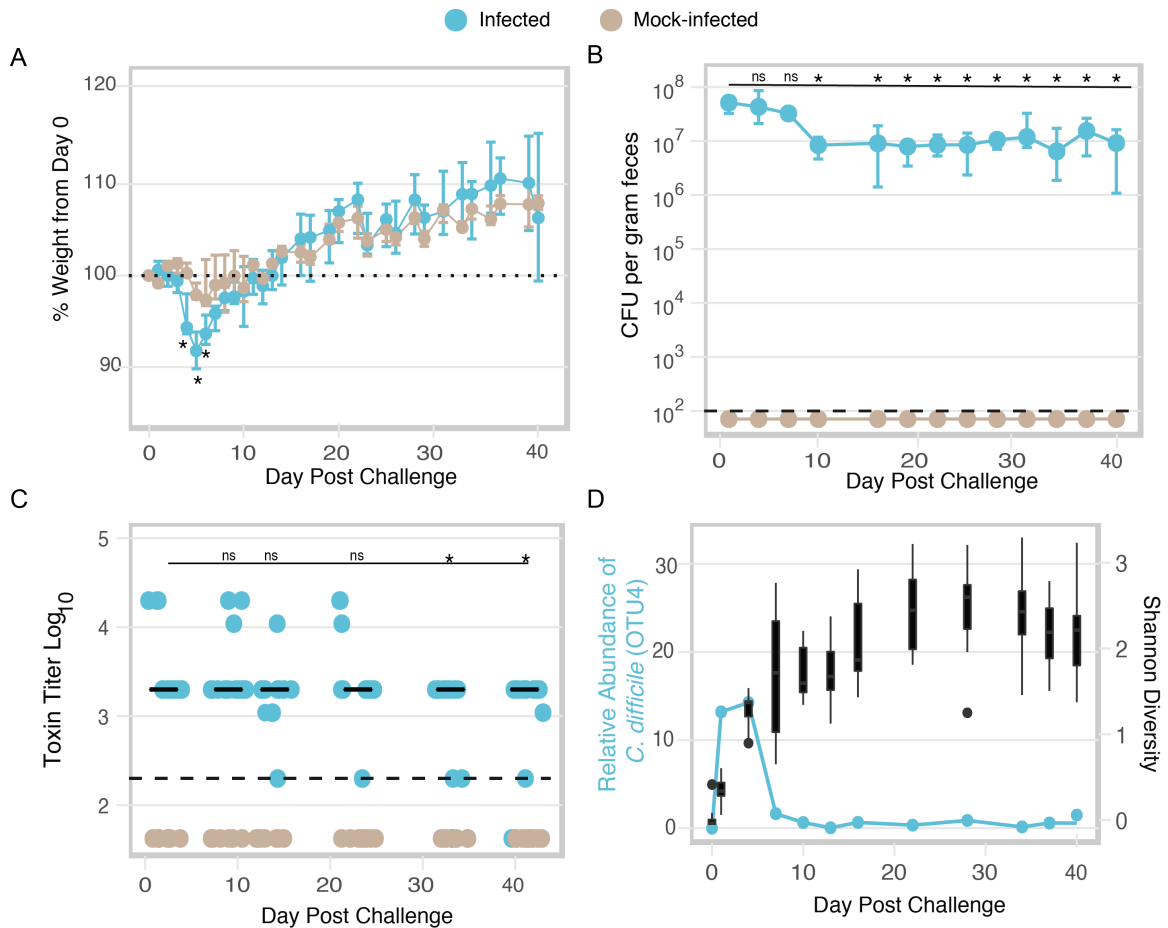 Infected Mock-infected
A
120
110
100
90
% Weight from Day 0
* * *
0 10 20 30 40
Day Post Challenge
B
ns ns * * * * * * * * * *
10^8
10^7
10^6
10^5
10^4
10^3
10^2
CFU per gram feces
0 10 20 30 40
Day Post Challenge
C
ns ns ns * *
5
4
3
2
Toxin Titer Log10
0 10 20 30 40
Day Post Challenge
D
30
20
10
0
Relative Abundance of
C. difficile (OTU4)
3
2
1
0
Shannon Diversity
0 10 20 30 40
Day Post Challenge